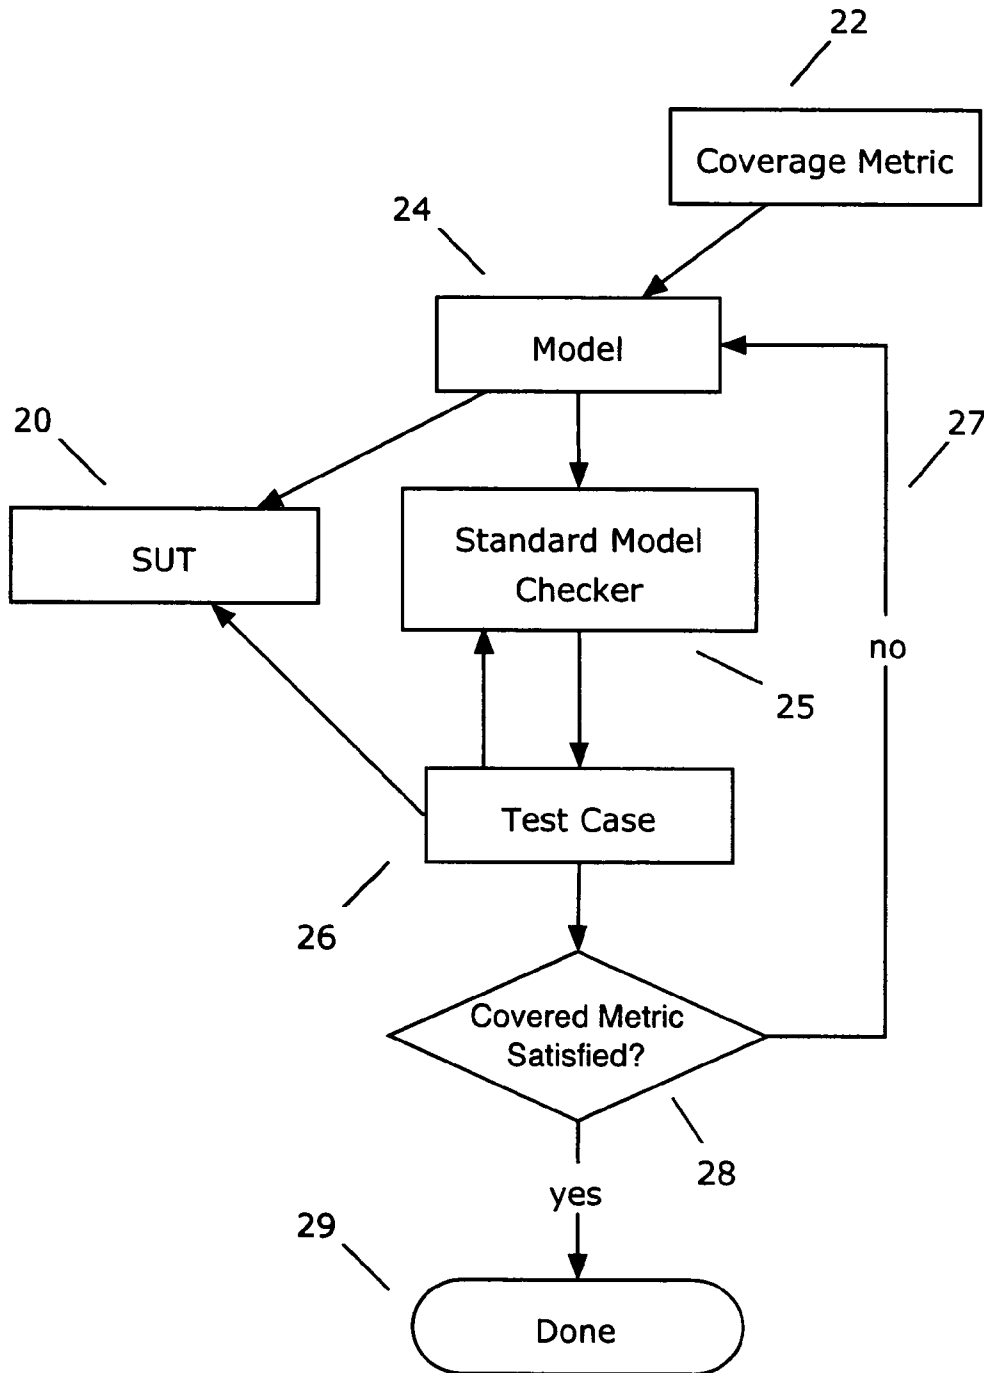 22
Coverage Metric
24
Model
20
27
SUT
Standard Model
Checker
no
25
Test Case
26
Covered Metric
Satisfied?
28
yes
29
Done